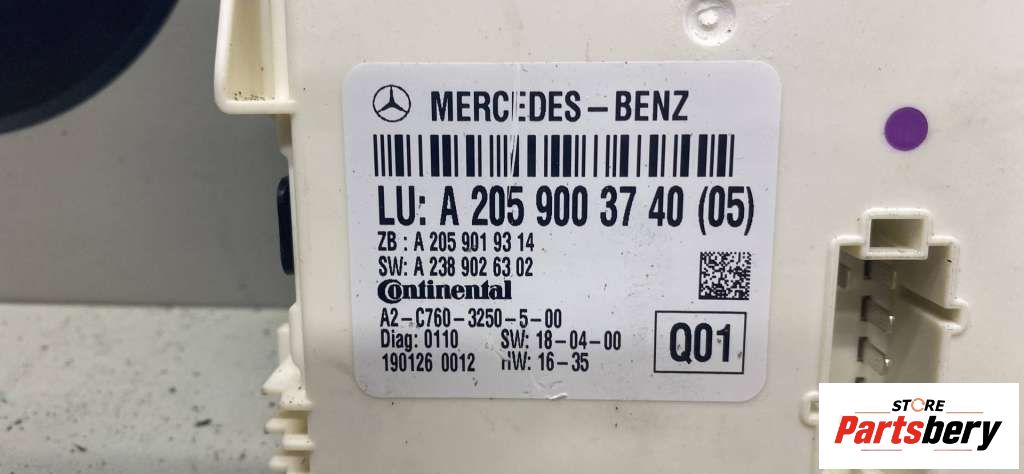 MERCEDES-BENZ
LU: A 205 900 37 40 (05)
ZB : A 205 901 93 14
SW: A 238 902 63 02
Continental
A2-C760-3250-5-00
Diag: 0110 SW: 18-04-00
190126 0012 HW: 16-35
Q01
STORE
Partsbery